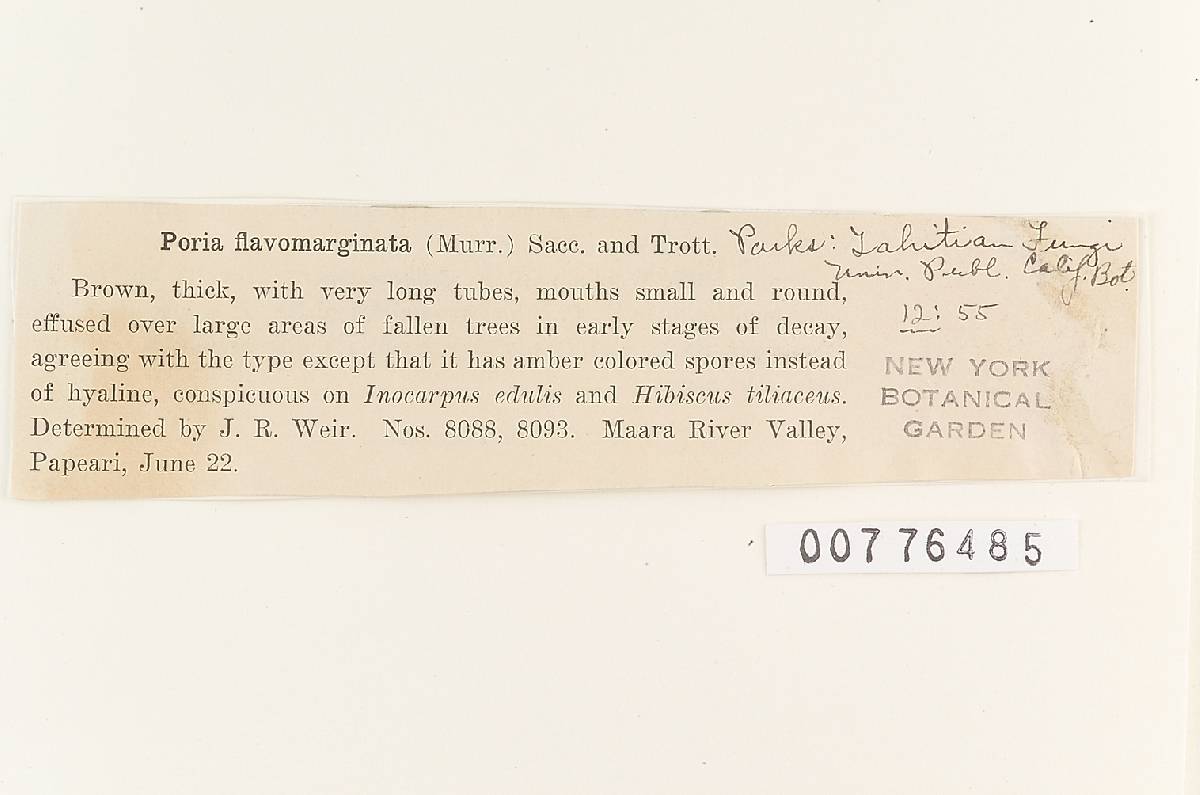 Poria flavomarginata (Murr.) Sacc. and Trott. Parks: Tahitian Fungi
Univ. Publ. Calif. Bot.
12: 55
Brown, thick, with very long tubes, mouths small and round,
effused over large areas of fallen trees in early stages of decay,
agreeing with the type except that it has amber colored spores instead
of hyaline, conspicuous on Inocarpus edulis and Hibiscus tiliaceus.
Determined by J. R. Weir. Nos. 8088, 8093. Maara River Valley,
Papeari, June 22.
NEW YORK
BOTANICAL
GARDEN
00776485